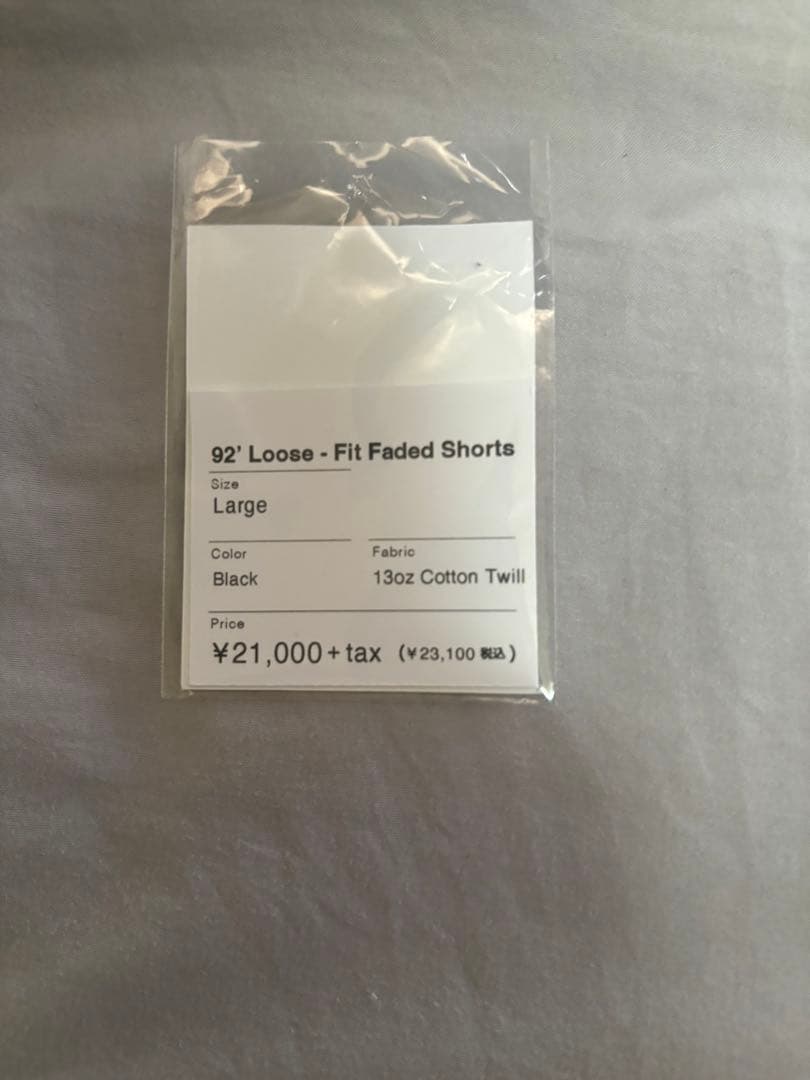 92' Loose - Fit Faded Shorts
Size
Large
Color
Black
Fabric
13oz Cotton Twill
Price
¥21,000+tax (¥23,100 税込)